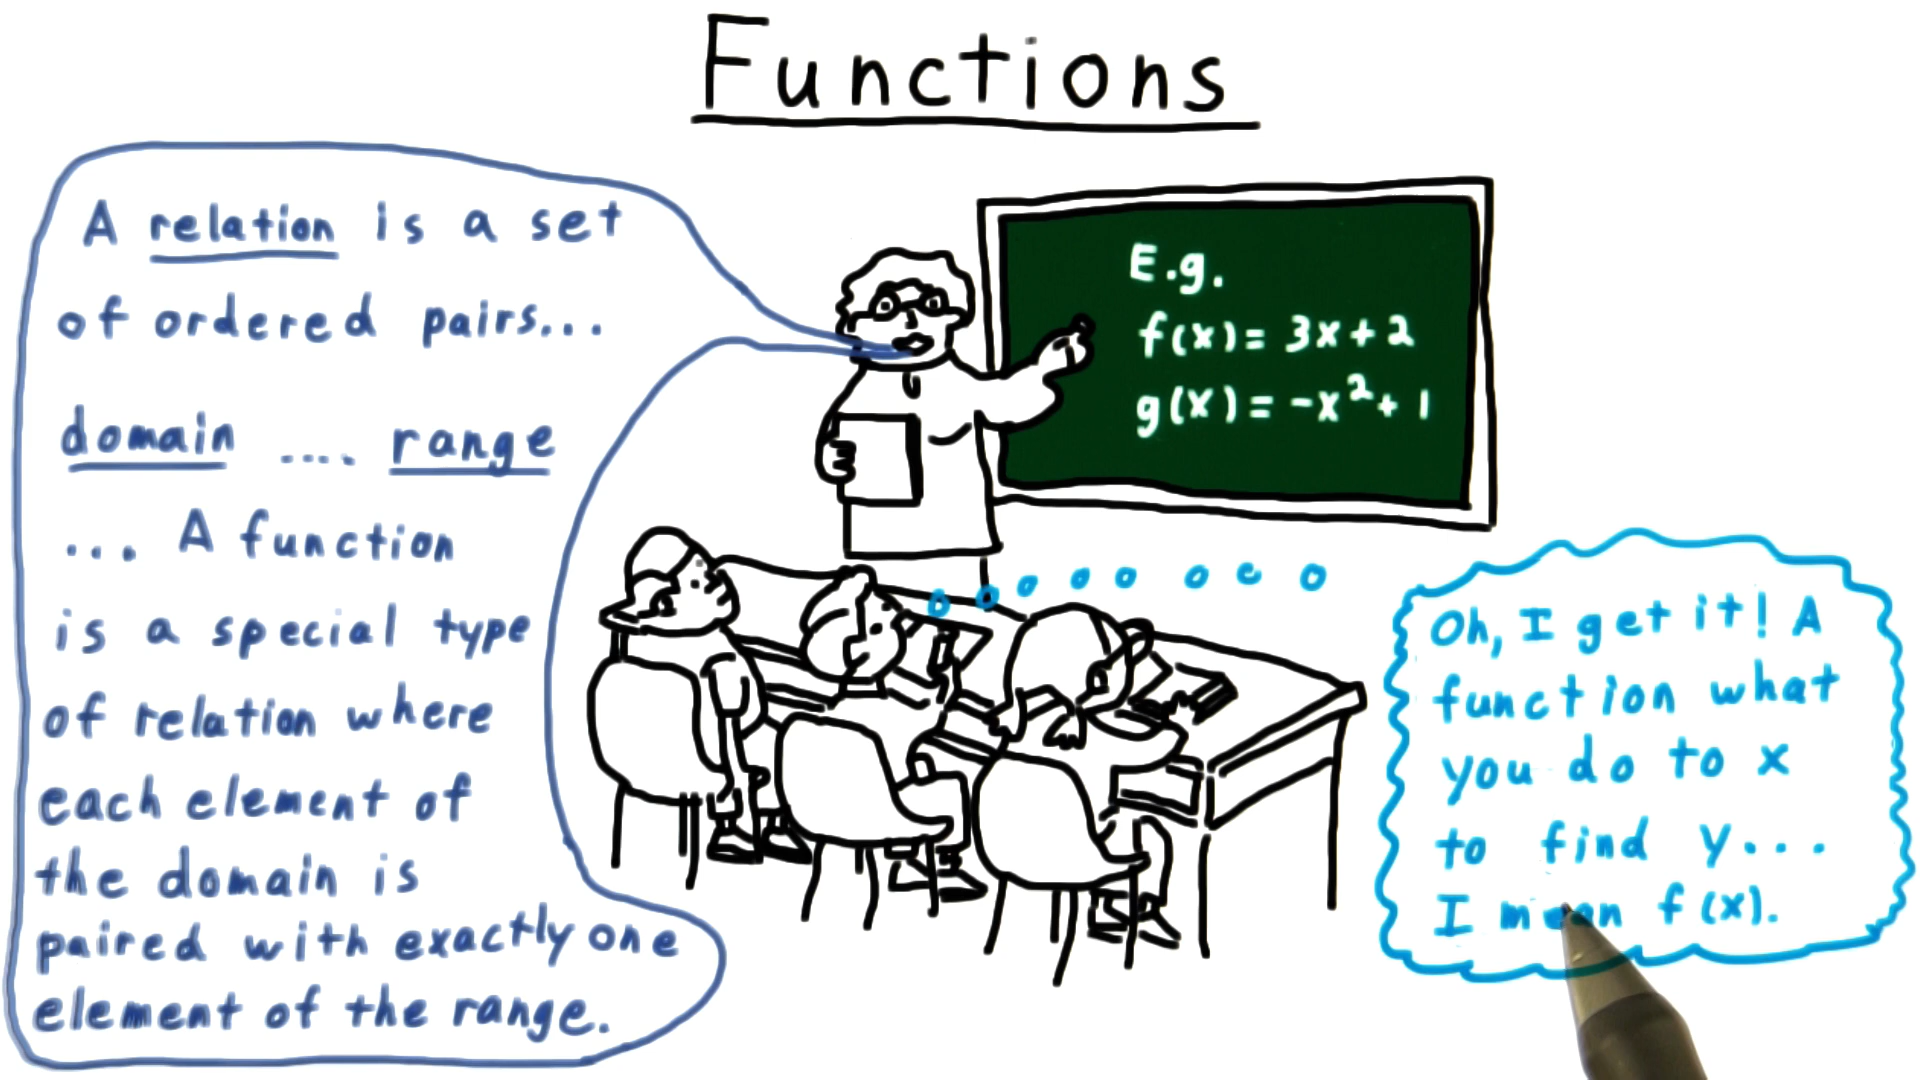 Functions
A relation is a set
of ordered pairs...
domain .... range
... A function
is a special type
of relation where
each element of
the domain is
paired with exactly one
element of the range.
E.g.
f(x) = 3x + 2
g(x) = -x² + 1
Oh, I get it! A
function what
you do to x
to find y...
I mean f(x).